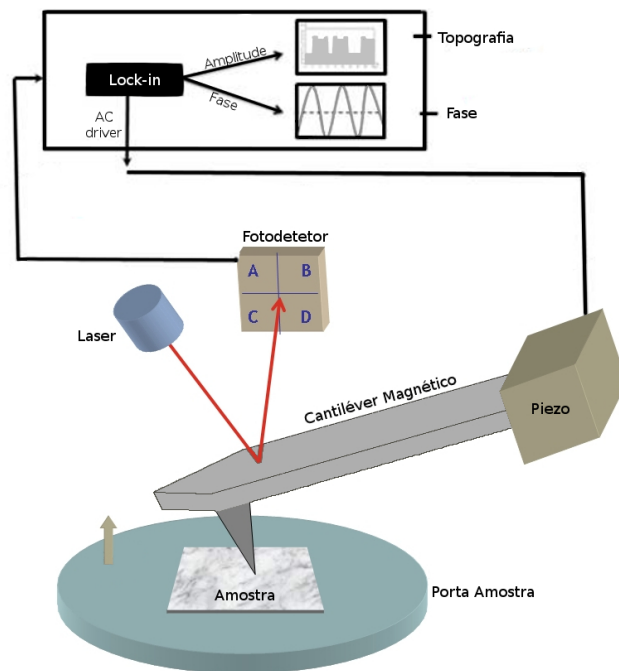 Topografia
Amplitude
Lock-in
Fase
Fase
AC
driver
Fotodetetor
A B
C D
Laser
Cantiléver Magnético
Piezo
Amostra
Porta Amostra